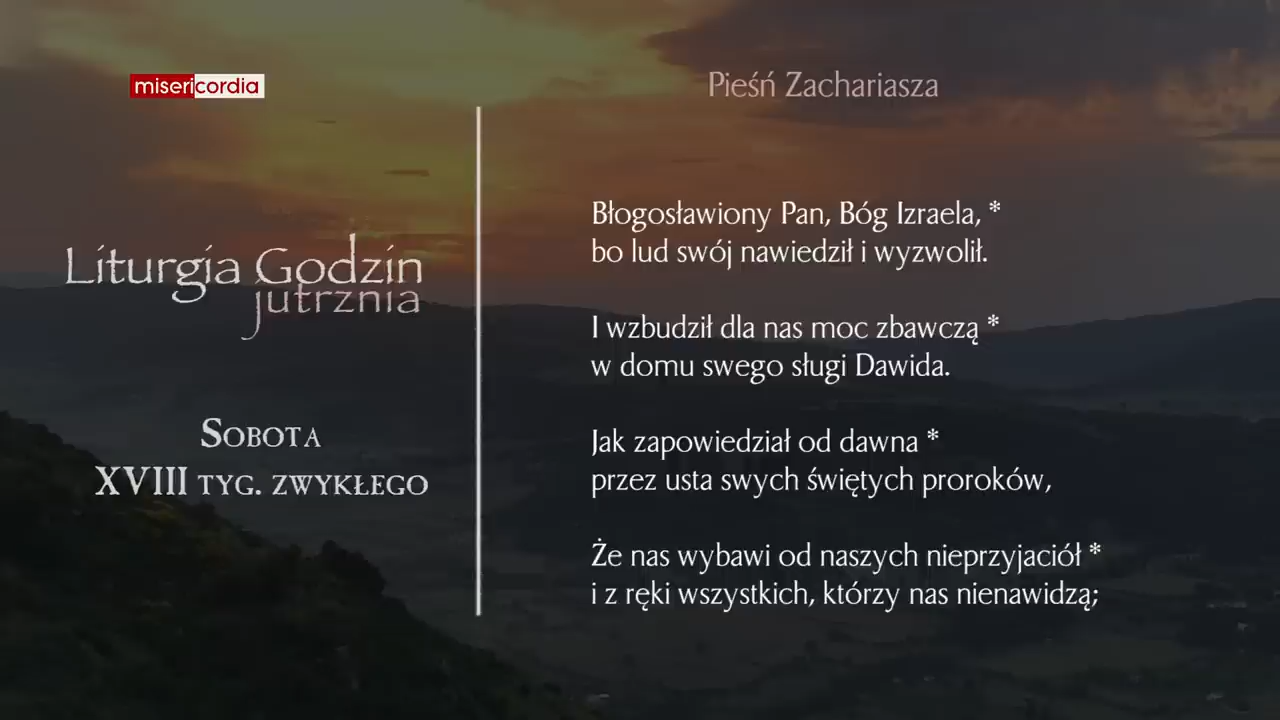 misericordia
Liturgia Godzin
jutrznia
Sobota
XVIII tyg. zwykłego
Pieśń Zachariasza
Błogosławiony Pan, Bóg Izraela, *
bo lud swój nawiedził i wyzwolił.
I wzbudził dla nas moc zbawczą *
w domu swego sługi Dawida.
Jak zapowiedział od dawna *
przez usta swych świętych proroków,
Że nas wybawi od naszych nieprzyjaciół *
i z ręki wszystkich, którzy nas nienawidzą;